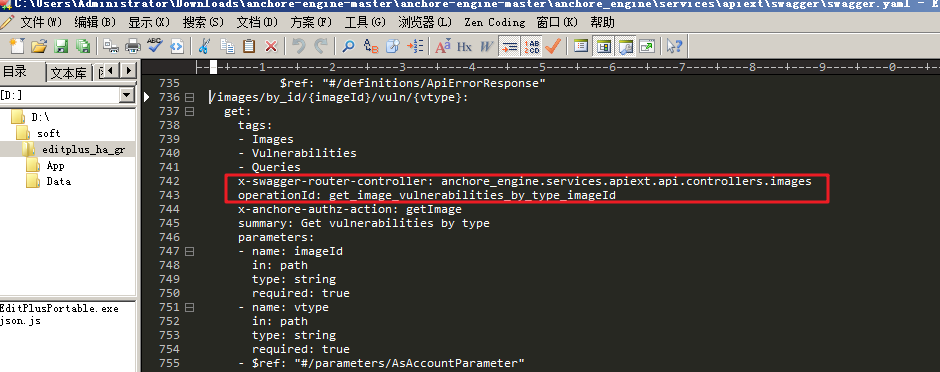 C:\Users\Administrator\Downloads\anchore-engine-master\anchore-engine-master\anchore_engine\services\apiext\swagger\swagger.yaml - E
文件(W) 编辑(N) 显示(X) 搜索(S) 文档(D) 方案(F) 工具(G) 浏览器(L) Zen Coding 窗口(K) 帮助
目录 文本库
[D:]
D:\
soft
editplus_ha_gr
App
Data
EditPlusPortable.exe
json.js
----+----1----+----2----+----3----+----4----+----5----+----6----+----7----+----8----+----9----+----0----+-
735 $ref: "#/definitions/ApiErrorResponse"
736 /images/by_id/{imageId}/vuln/{vtype}:
737 get:
738 tags:
739 - Images
740 - Vulnerabilities
741 - Queries
742 x-swagger-router-controller: anchore_engine.services.apiext.api.controllers.images
743 operationId: get_image_vulnerabilities_by_type_imageId
744 x-anchore-authz-action: getImage
745 summary: Get vulnerabilities by type
746 parameters:
747 - name: imageId
748 in: path
749 type: string
750 required: true
751 - name: vtype
752 in: path
753 type: string
754 required: true
755 - $ref: "#/parameters/AsAccountParameter"